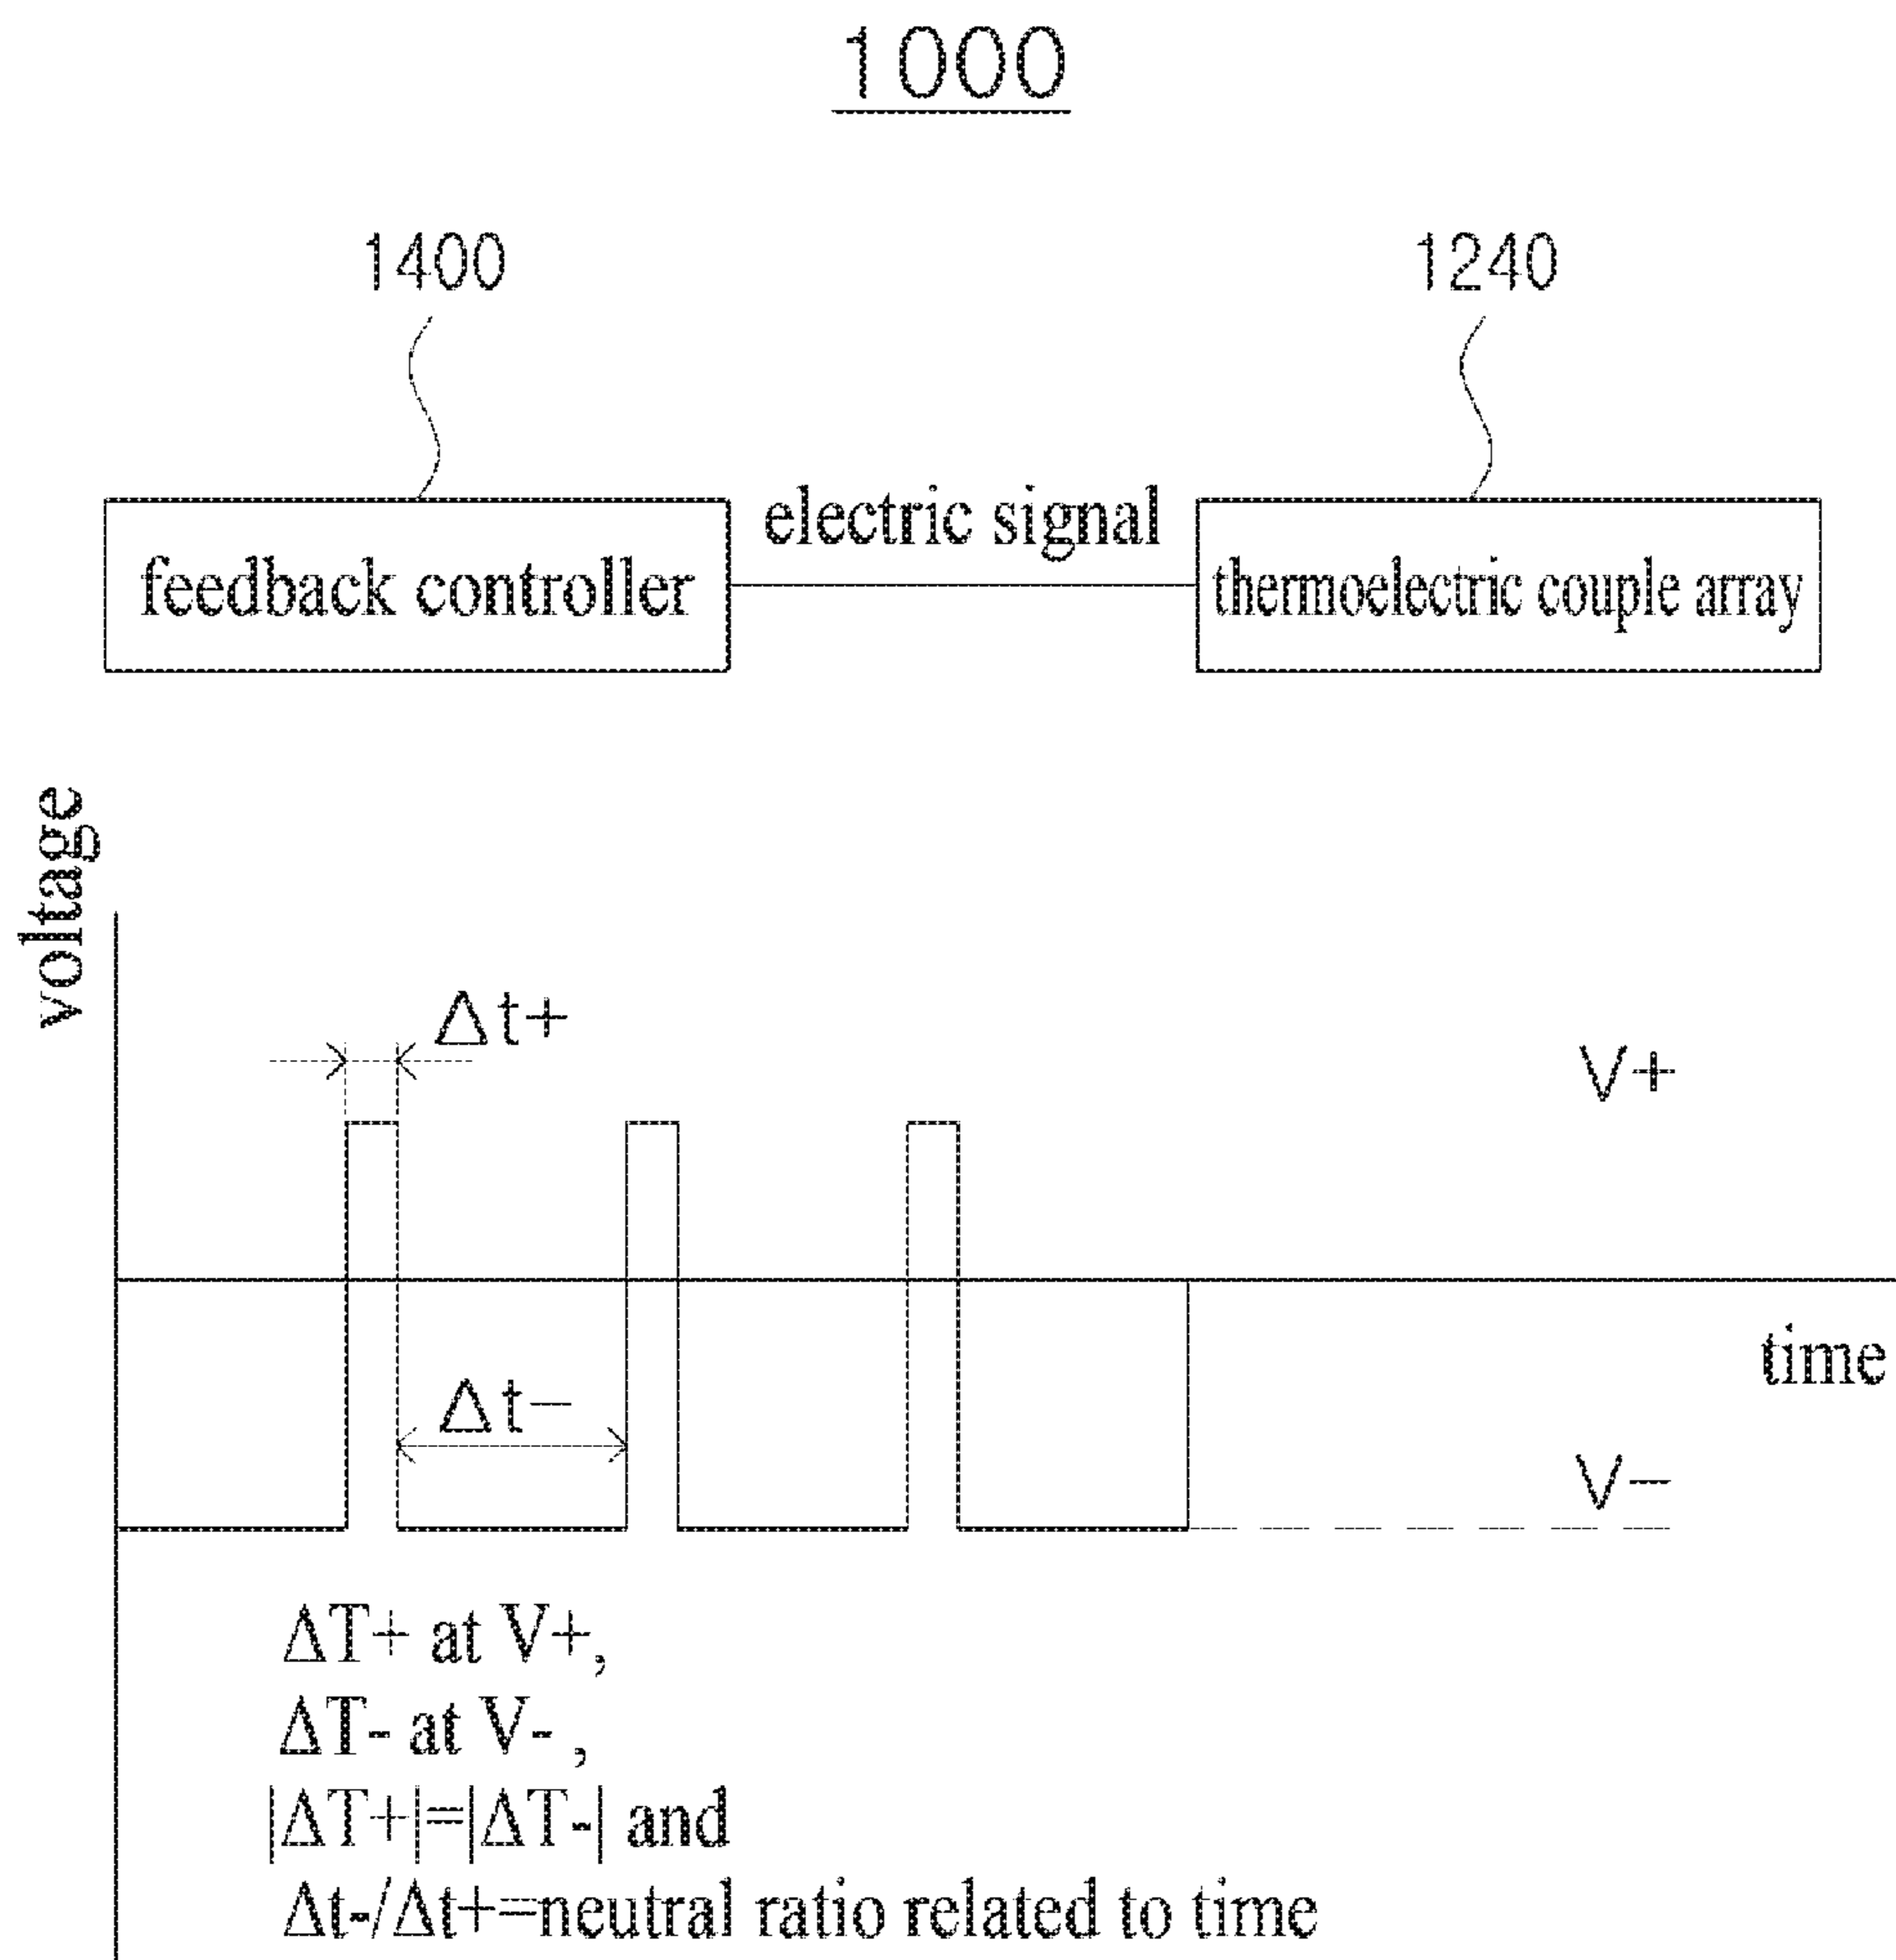 1000
1400
1240
feedback controller
electric signal
thermoelectric couple array
voltage
Δt+
V+
time
Δt−
V−
ΔT+ at V+,
ΔT- at V- ,
|ΔT+|=|ΔT-| and
Δt-/Δt+=neutral ratio related to time